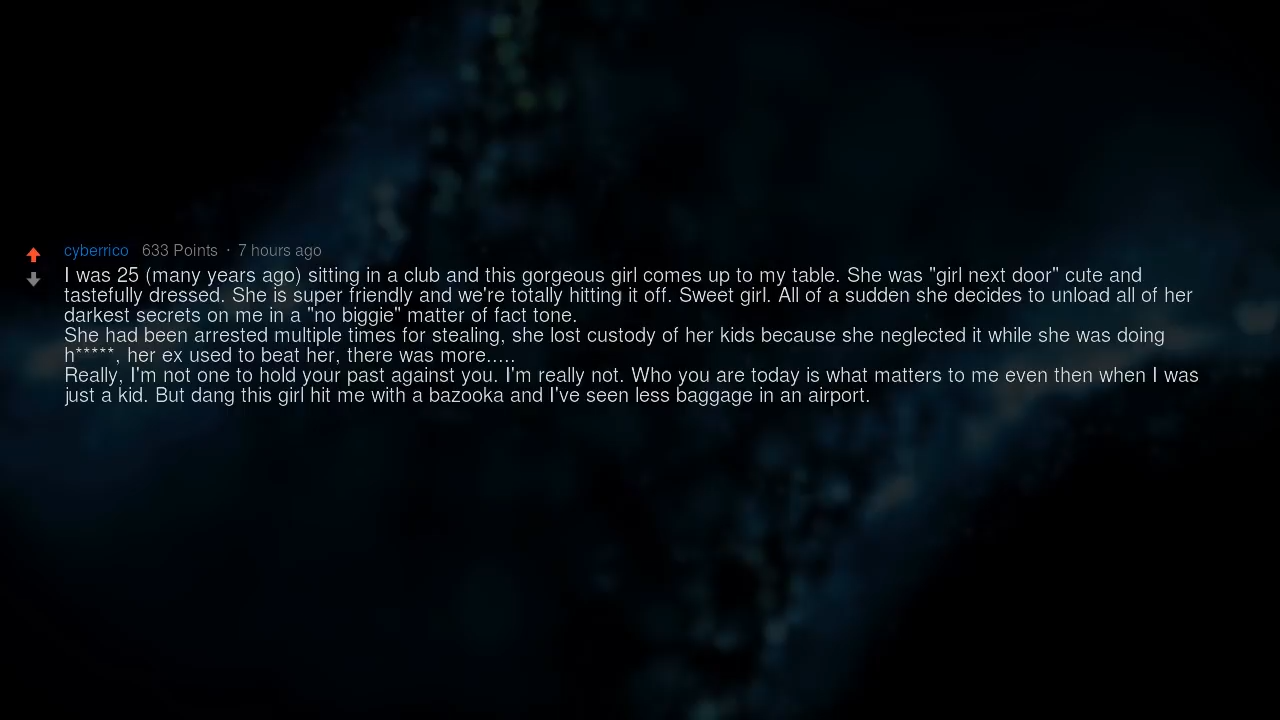 cyberrico 633 Points · 7 hours ago
I was 25 (many years ago) sitting in a club and this gorgeous girl comes up to my table. She was "girl next door" cute and
tastefully dressed. She is super friendly and we're totally hitting it off. Sweet girl. All of a sudden she decides to unload all of her
darkest secrets on me in a "no biggie" matter of fact tone.
She had been arrested multiple times for stealing, she lost custody of her kids because she neglected it while she was doing
h*****, her ex used to beat her, there was more.....
Really, I'm not one to hold your past against you. I'm really not. Who you are today is what matters to me even then when I was
just a kid. But dang this girl hit me with a bazooka and I've seen less baggage in an airport.